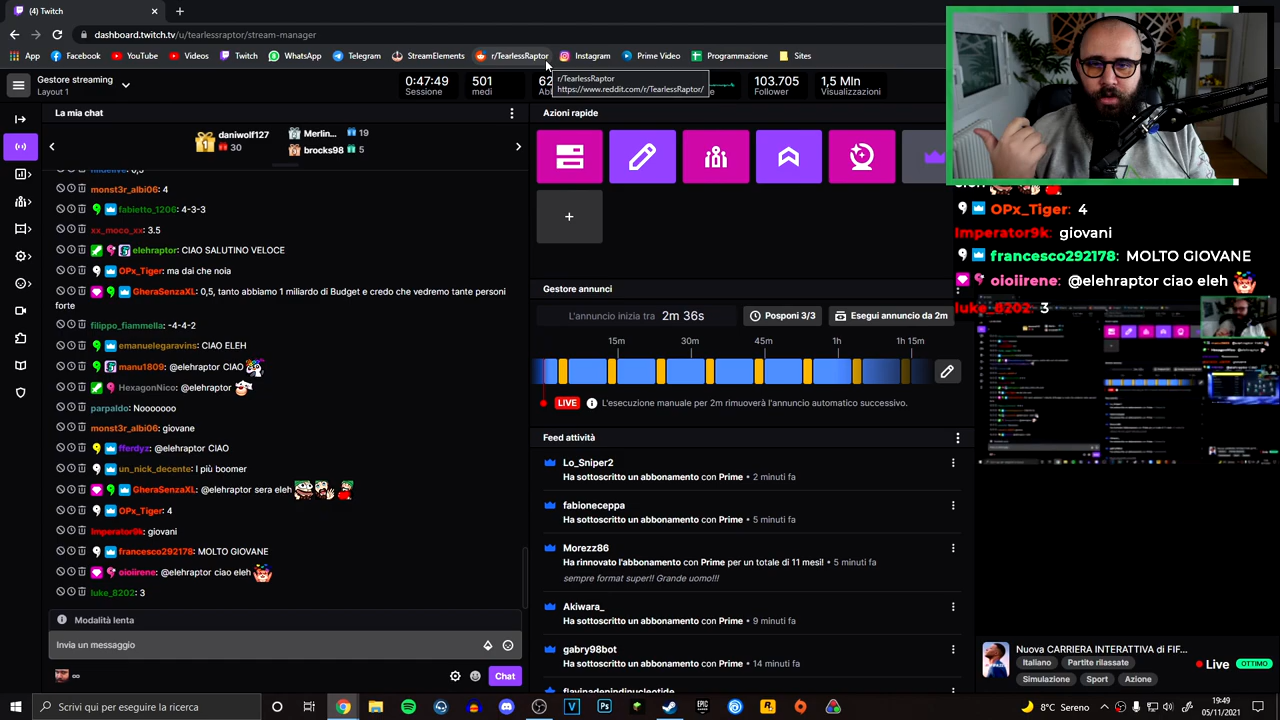 (4) Twitch
dashboard.twitch.tv/u/tearlessraptor/stream-manager
App Facebook YouTube Videos Twitch WhatsApp Telegram StreamElements r/TearlessRaptor Instagram Prime Video Programmazione Sites
r/TearlessRaptor
https://www.reddit.com/r/TearlessRaptor/
Gestore streaming
Layout 1
0:47:49
Sessione
501
medi
62
103.705
Follower
1,5 Mln
Visualizzazioni
La mia chat
daniwolf127
30
Merlin...
19
brocks98
5
monst3r_albi06: 4
fabietto_1206: 4-3-3
xx_moco_xx: 3.5
elehraptor: CIAO SALUTINO VELOCE
OPx_Tiger: ma dai che noia
GheraSenzaXL: 0,5, tanto abbiamo 1 milione di Budget e credo che vedremo tante persioni
forte
filippo_fiammella: -4-4-2
emanuelegaravins: CIAO ELEH
manu1809: @elehraptor
HexagonNico: @elehraptor
parpaldo: Nooooooo
monst3r_albi06: giovane
fferdyz: @elehraptor
un_nick_decente: I più boomer
GheraSenzaXL: @elehraptor ase eleh
OPx_Tiger: 4
Imperator9k: giovani
francesco292178: MOLTO GIOVANE
oioiirene: @elehraptor ciao eleh
luke_8202: 3
Modalità lenta
Invia un messaggio
Chat
Azioni rapide
Gestore annunci
L'annuncio inizia tra 2m 36s
Posponi 3/3
Esegui annuncio da 2m
15m 30m 45m 1h 1h 15m
LIVE L'esecuzione manuale per 2m
l'annuncio automatico successivo.
Feed attività
Lo_Sniper2
Ha sottoscritto un abbonamento con Prime • 2 minuti fa
fabioneceppa
Ha sottoscritto un abbonamento con Prime • 5 minuti fa
Morezz86
Ha rinnovato l'abbonamento con Prime per un totale di 11 mesi! • 5 minuti fa
sempre format super!! Grande uomo!!!
Akiwara_
Ha sottoscritto un abbonamento con Prime • 9 minuti fa
gabry98bot
Ha sottoscritto un abbonamento con Prime • 14 minuti fa
flavinadenindinucleotide
OPx_Tiger: 4
Imperator9k: giovani
francesco292178: MOLTO GIOVANE
oioiirene: @elehraptor ciao eleh
luke_8202: 3
Nuova CARRIERA INTERATTIVA di FIF...
Italiano Partite rilassate
Simulazione Sport Azione
Live OTTIMO
Scrivi qui per eseguire la ricerca
8°C Sereno
19:49
05/11/2021